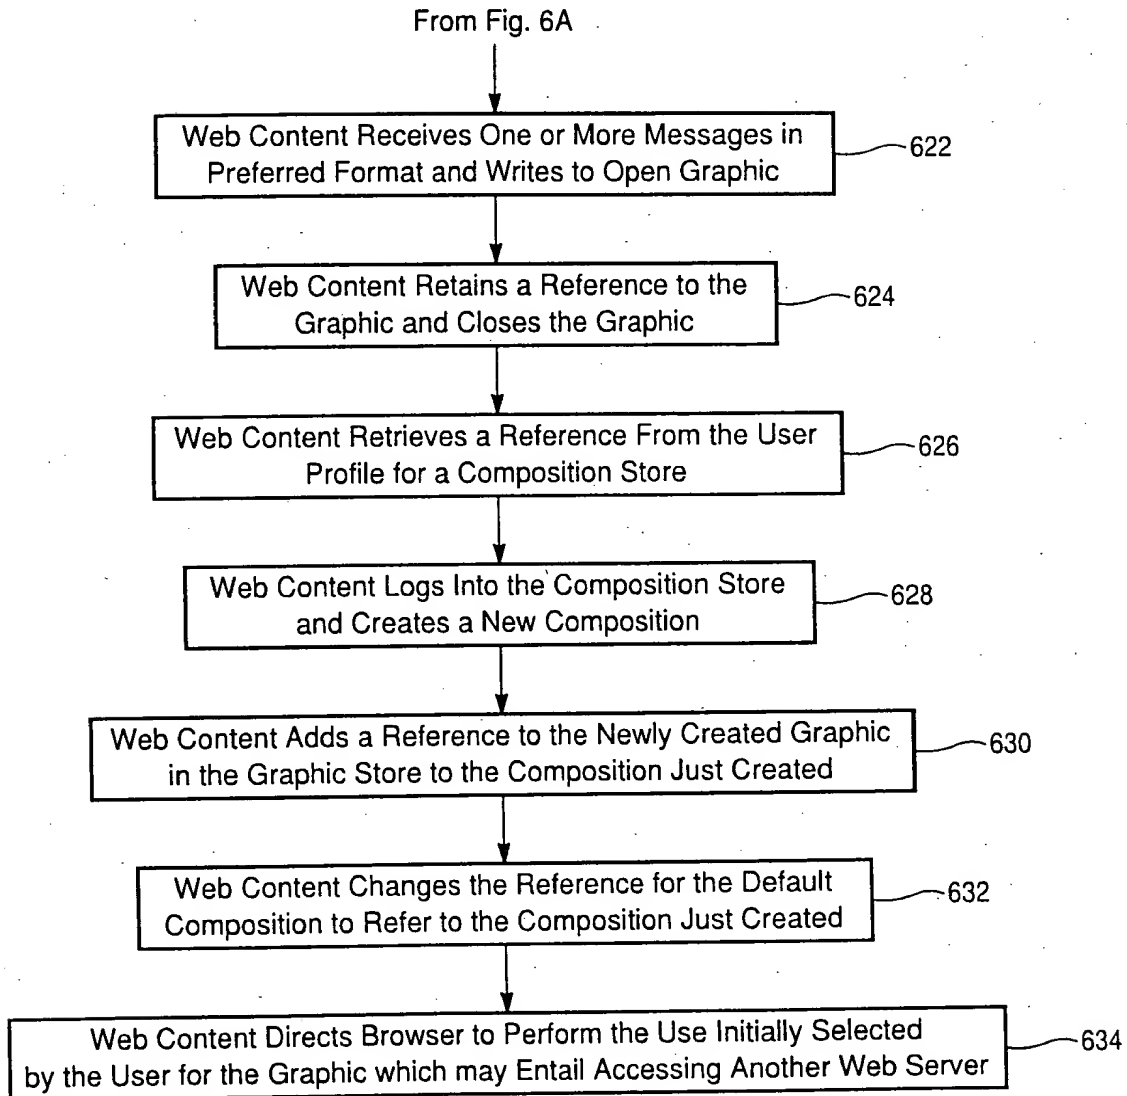 From Fig. 6A
Web Content Receives One or More Messages in
Preferred Format and Writes to Open Graphic
622
Web Content Retains a Reference to the
Graphic and Closes the Graphic
624
Web Content Retrieves a Reference From the User
Profile for a Composition Store
626
Web Content Logs Into the Composition Store
and Creates a New Composition
628
Web Content Adds a Reference to the Newly Created Graphic
in the Graphic Store to the Composition Just Created
630
Web Content Changes the Reference for the Default
Composition to Refer to the Composition Just Created
632
Web Content Directs Browser to Perform the Use Initially Selected
by the User for the Graphic which may Entail Accessing Another Web Server
634